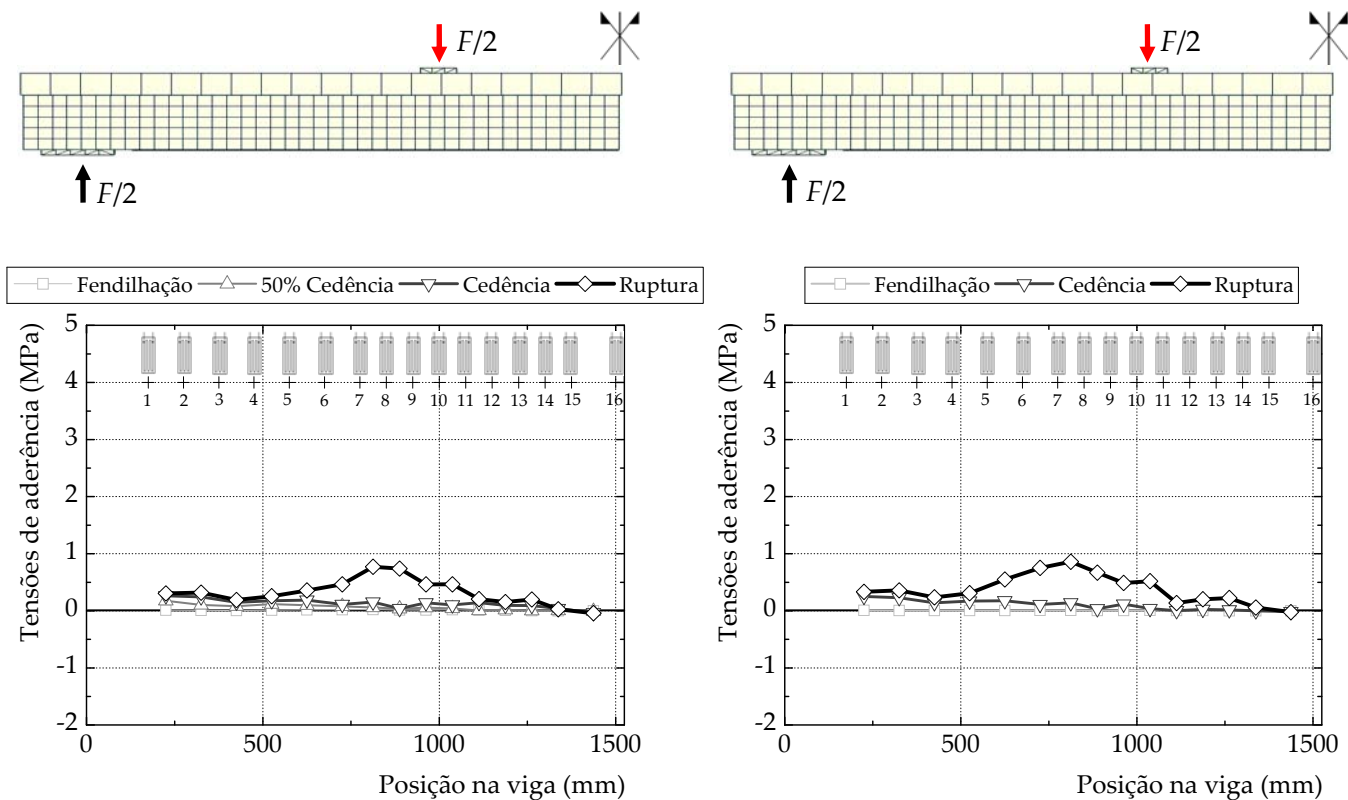 F/2
F/2
F/2
F/2
Fendilhação 50% Cedência Cedência Ruptura
Fendilhação Cedência Ruptura
Tensões de aderência (MPa)
5
4
3
2
1
0
-1
-2
1 2 3 4 5 6 7 8 9 10 11 12 13 14 15 16
0 500 1000 1500
Posição na viga (mm)
Tensões de aderência (MPa)
5
4
3
2
1
0
-1
-2
1 2 3 4 5 6 7 8 9 10 11 12 13 14 15 16
0 500 1000 1500
Posição na viga (mm)